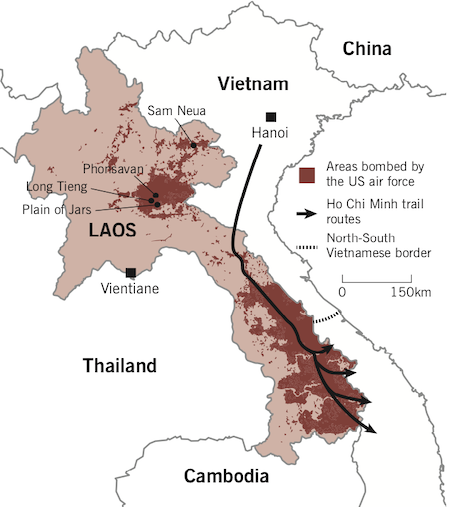 China
Vietnam
Sam Neua
Hanoi
Phonsavan
Long Tieng
Plain of Jars
LAOS
Vientiane
Areas bombed by
the US air force
Ho Chi Minh trail
routes
North-South
Vietnamese border
0 150km
Thailand
Cambodia